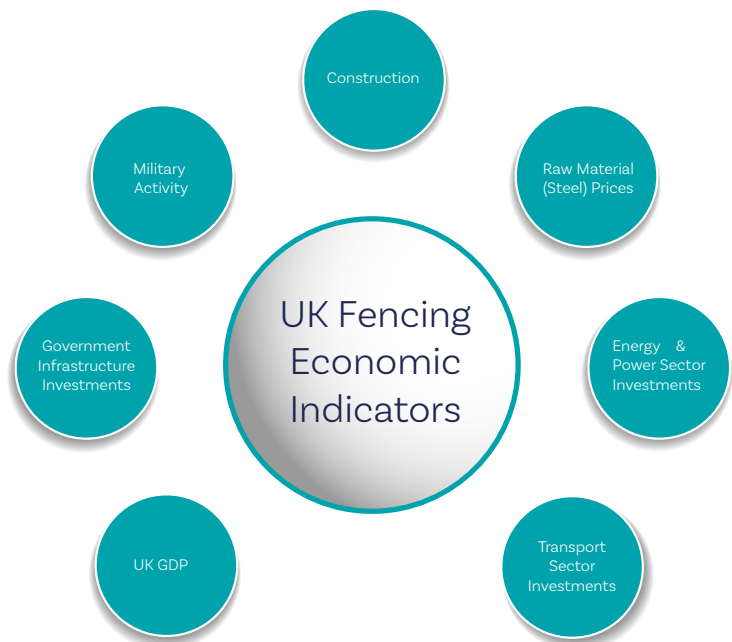 Construction
Military
Activity
Raw Material
(Steel) Prices
UK Fencing
Economic
Indicators
Government
Infrastructure
Investments
Energy &
Power Sector
Investments
UK GDP
Transport
Sector
Investments